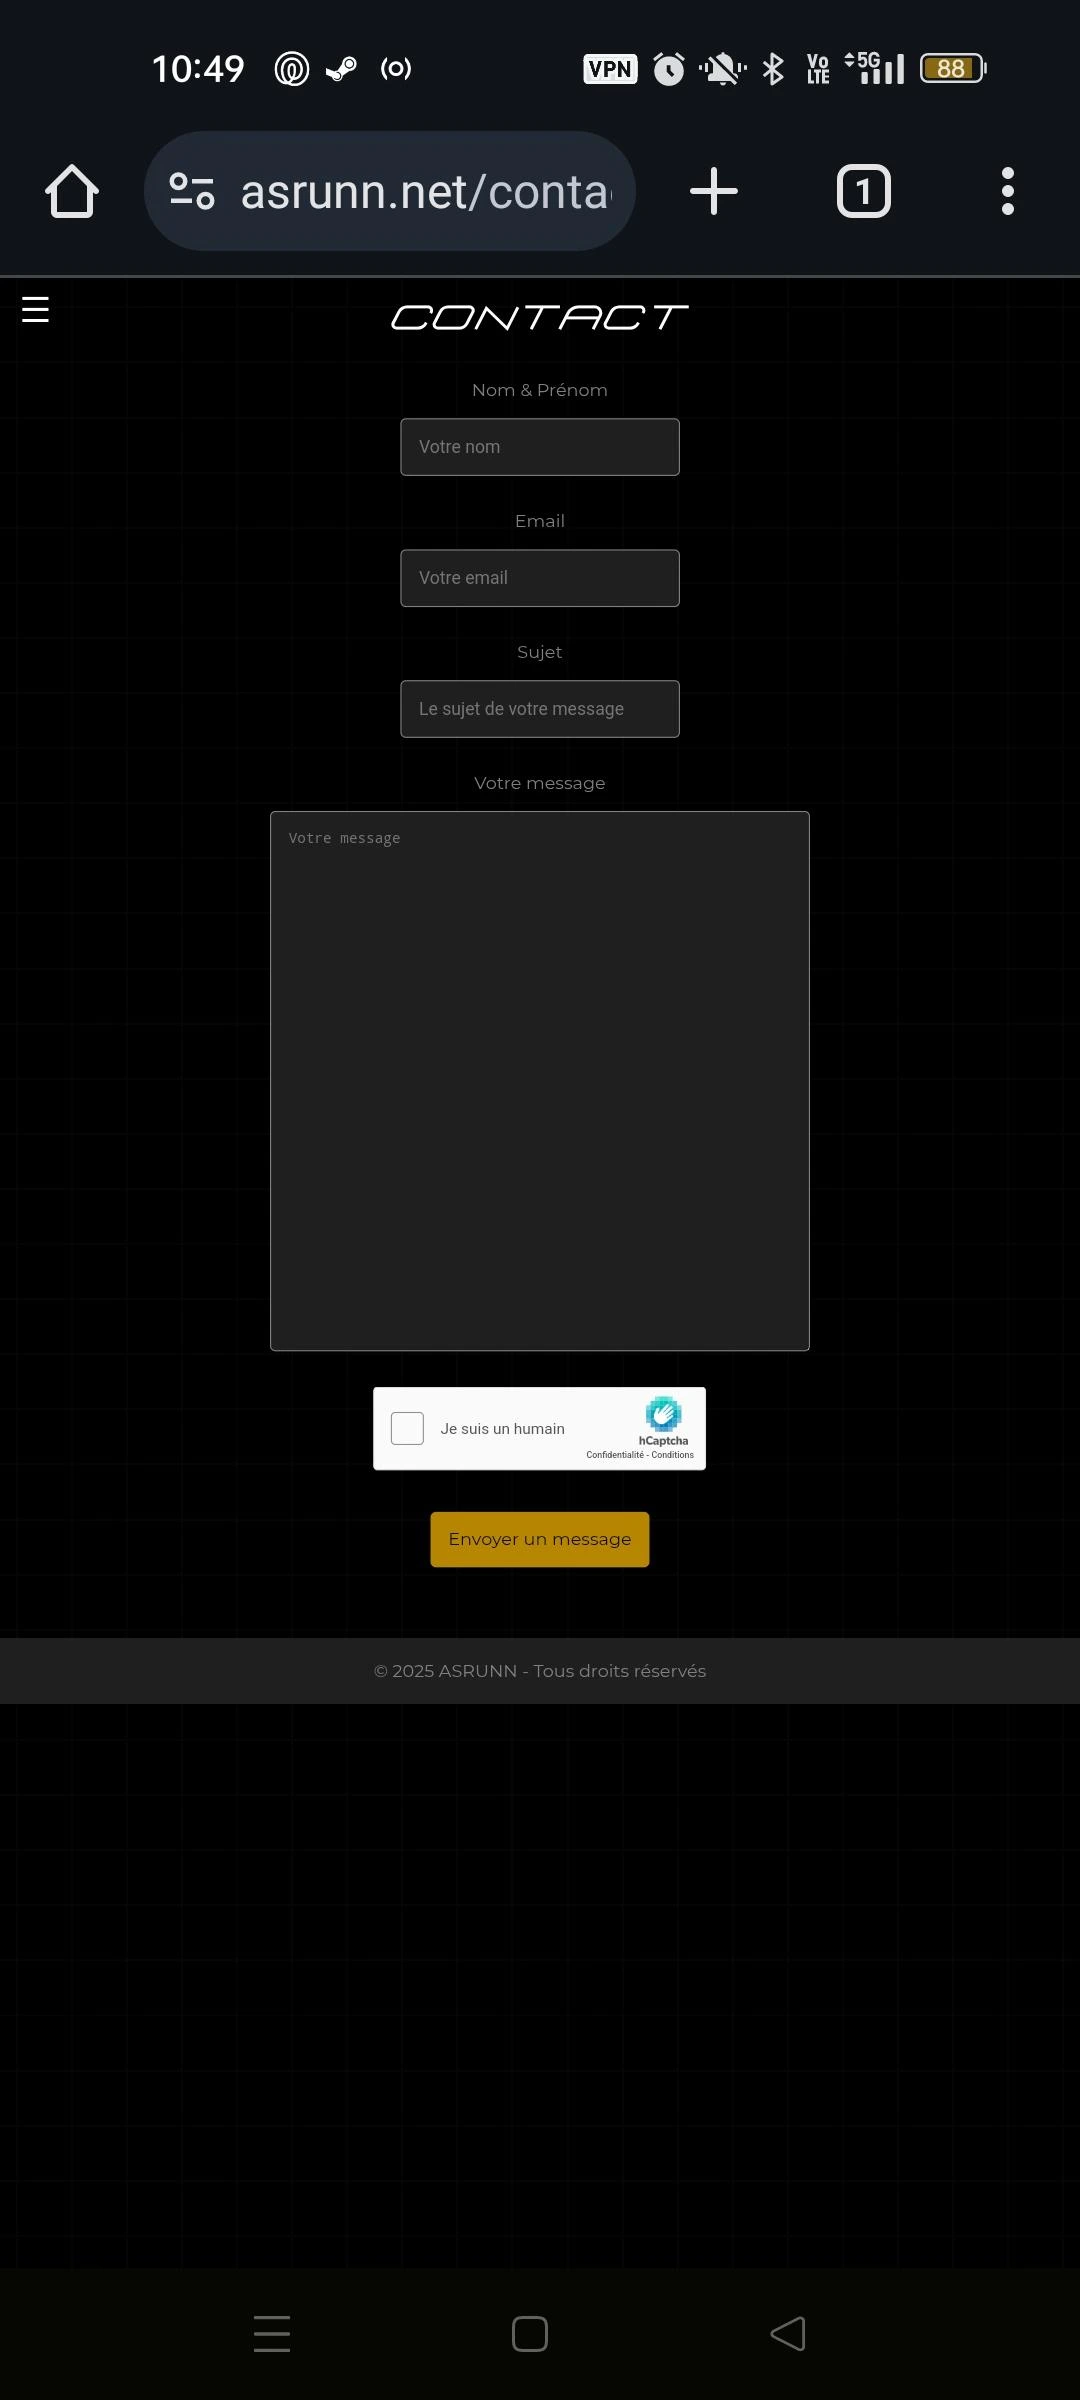 10:49 VPN Vo LTE 5G 88
asrunn.net/conta
1
CONTACT
Nom & Prénom
Votre nom
Email
Votre email
Sujet
Le sujet de votre message
Votre message
Votre message
Je suis un humain
hCaptcha
Confidentialité - Conditions
Envoyer un message
© 2025 ASRUNN - Tous droits réservés